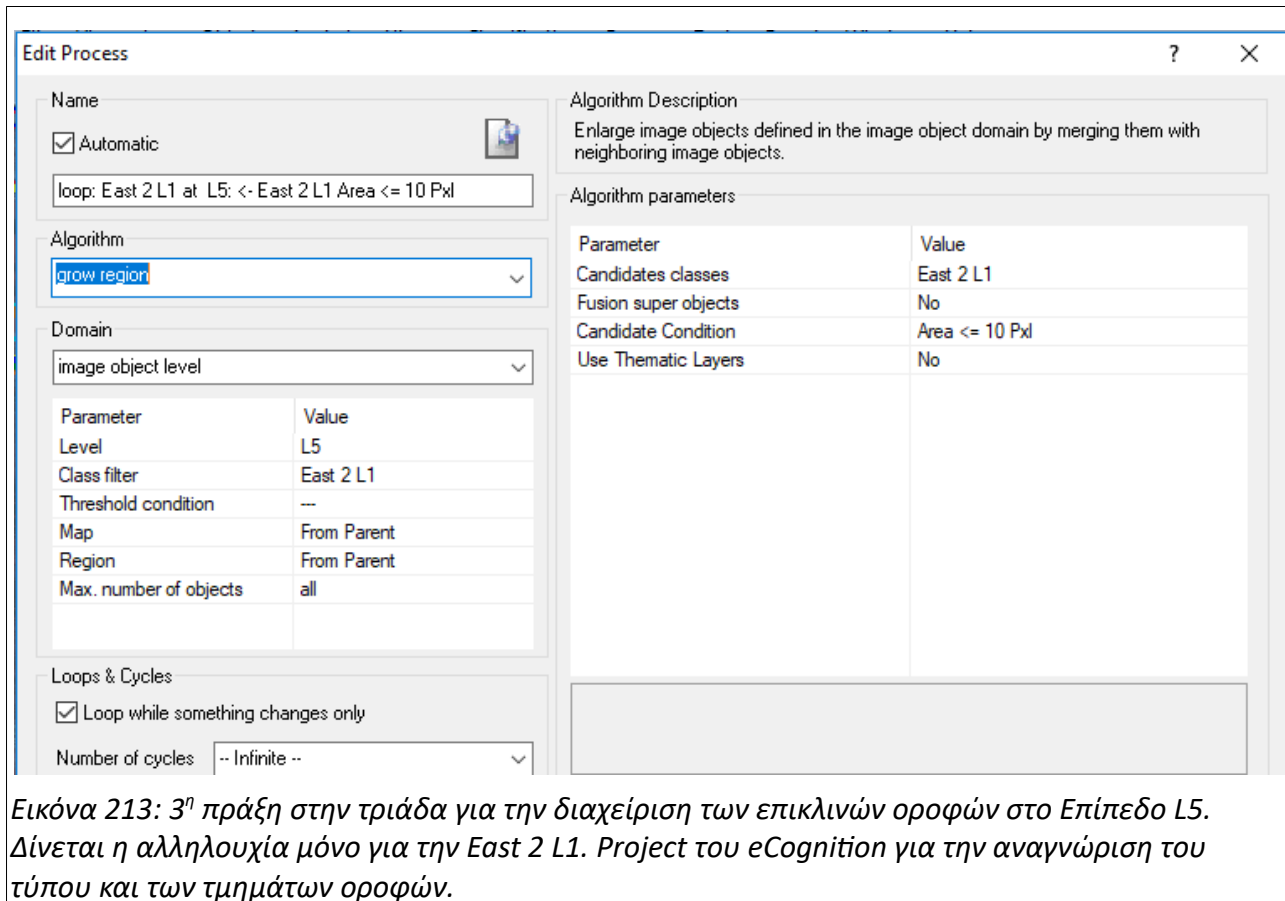 Edit Process
?
Name
Automatic
loop: East 2 L1 at L5: <- East 2 L1 Area <= 10 Pxl
Algorithm
grow region
Domain
image object level
Parameter Value
Level L5
Class filter East 2 L1
Threshold condition ---
Map From Parent
Region From Parent
Max. number of objects all
Loops & Cycles
Loop while something changes only
Number of cycles -- Infinite --
Algorithm Description
Enlarge image objects defined in the image object domain by merging them with
neighboring image objects.
Algorithm parameters
Parameter Value
Candidates classes East 2 L1
Fusion super objects No
Candidate Condition Area <= 10 Pxl
Use Thematic Layers No
Εικόνα 213: 3η πράξη στην τριάδα για την διαχείριση των επικλινών οροφών στο Επίπεδο L5.
Δίνεται η αλληλουχία μόνο για την East 2 L1. Project του eCognition για την αναγνώριση του
τύπου και των τμημάτων οροφών.